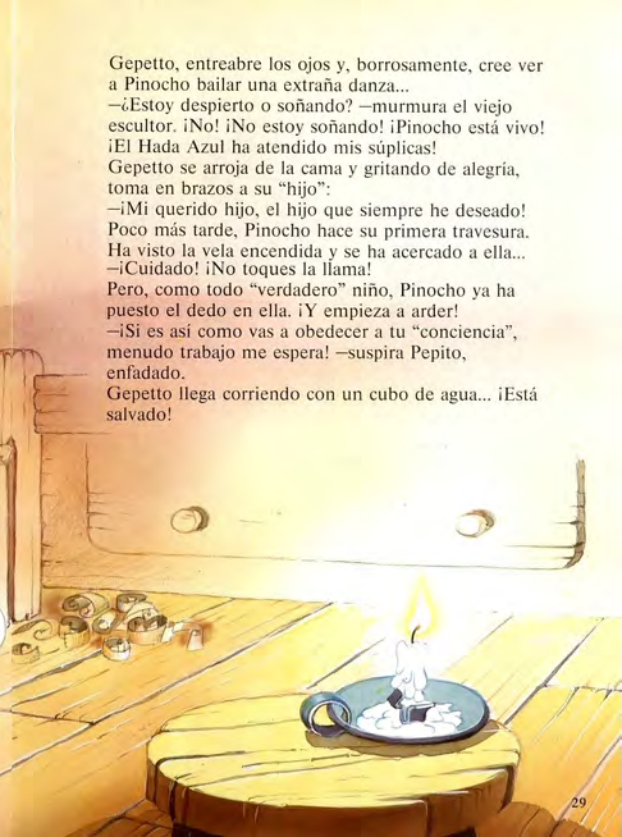 Gepetto, entreabre los ojos y, borrosamente, cree ver
a Pinocho bailar una extraña danza...
—¿Estoy despierto o soñando? —murmura el viejo
escultor. ¡No! ¡No estoy soñando! ¡Pinocho está vivo!
¡El Hada Azul ha atendido mis súplicas!
Gepetto se arroja de la cama y gritando de alegría,
toma en brazos a su “hijo”:
—¡Mi querido hijo, el hijo que siempre he deseado!
Poco más tarde, Pinocho hace su primera travesura.
Ha visto la vela encendida y se ha acercado a ella...
—¡Cuidado! ¡No toques la llama!
Pero, como todo “verdadero” niño, Pinocho ya ha
puesto el dedo en ella. ¡Y empieza a arder!
—¡Si es así como vas a obedecer a tu “conciencia”,
menudo trabajo me espera! —suspira Pepito,
enfadado.
Gepetto llega corriendo con un cubo de agua... ¡Está
salvado!
29